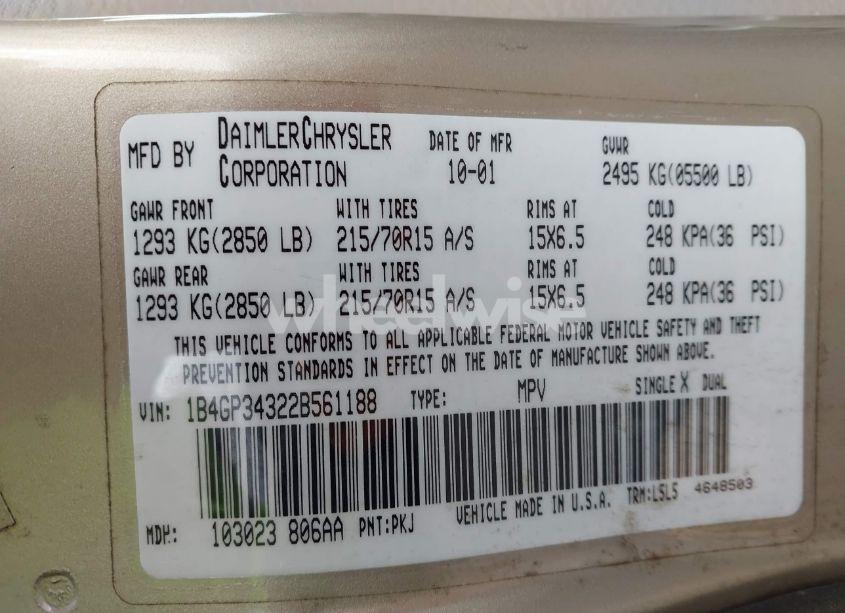 MFD BY DAIMLERCHRYSLER CORPORATION DATE OF MFR 10-01 GVWR 2495 KG(05500 LB)
GAWR FRONT WITH TIRES RIMS AT COLD
1293 KG(2850 LB) 215/70R15 A/S 15X6.5 248 KPA(36 PSI)
GAWR REAR WITH TIRES RIMS AT COLD
1293 KG(2850 LB) 215/70R15 A/S 15X6.5 248 KPA(36 PSI)
wheelwise
THIS VEHICLE CONFORMS TO ALL APPLICABLE FEDERAL MOTOR VEHICLE SAFETY AND THEFT
PREVENTION STANDARDS IN EFFECT ON THE DATE OF MANUFACTURE SHOWN ABOVE.
VIN: 1B4GP34322B561188 TYPE: MPV SINGLE X DUAL
MDH: 103023 806AA PNT:PKJ VEHICLE MADE IN U.S.A. TRM:L5L5 4648503